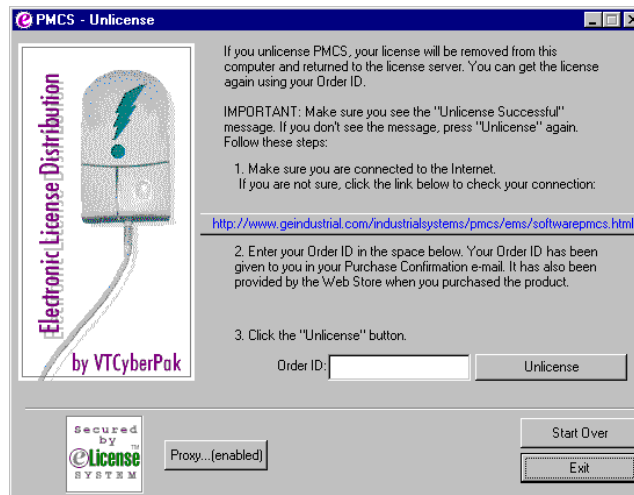 PMCS - Unlicense
If you unlicense PMCS, your license will be removed from this
computer and returned to the license server. You can get the license
again using your Order ID.
IMPORTANT: Make sure you see the "Unlicense Successful"
message. If you don't see the message, press "Unlicense" again.
Follow these steps:
1. Make sure you are connected to the Internet.
If you are not sure, click the link below to check your connection:
http://www.geindustrial.com/industrialsystems/pmcs/ems/softwarepmcs.html
2. Enter your Order ID in the space below. Your Order ID has been
given to you in your Purchase Confirmation e-mail. It has also been
provided by the Web Store when you purchased the product.
3. Click the "Unlicense" button.
Order ID:
Unlicense
Electronic License Distribution
by VTCyberPak
Secured
by
eLicense™
SYSTEM
Proxy...(enabled)
Start Over
Exit